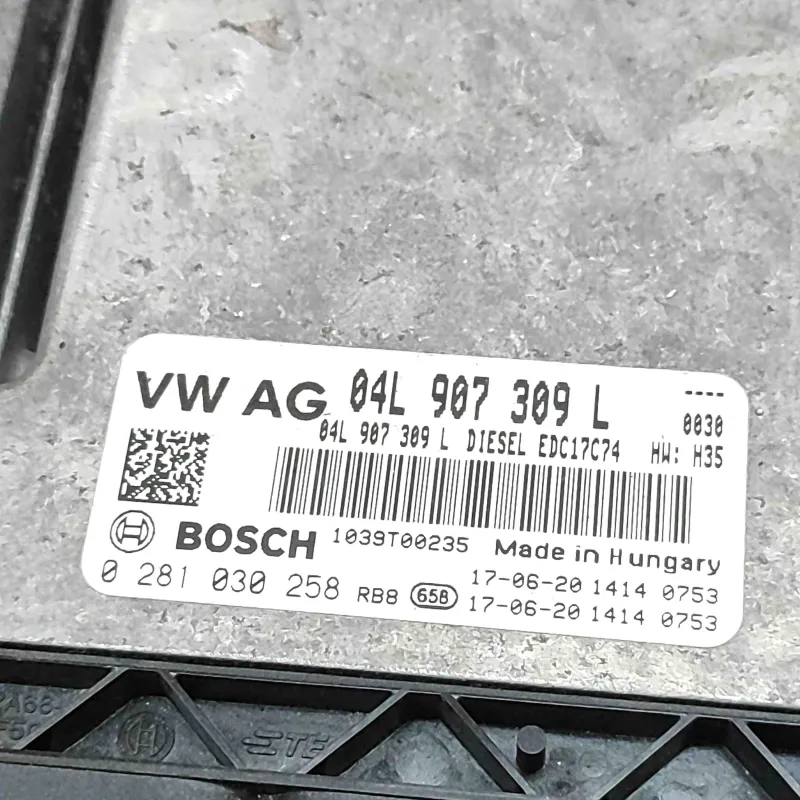 VW AG 04L 907 309 L ----
0030
04L 907 309 L DIESEL EDC17C74 HW: H35
BOSCH 1039T00235 Made in Hungary
0 281 030 258 RB8 658 17-06-20 1414 0753
17-06-20 1414 0753